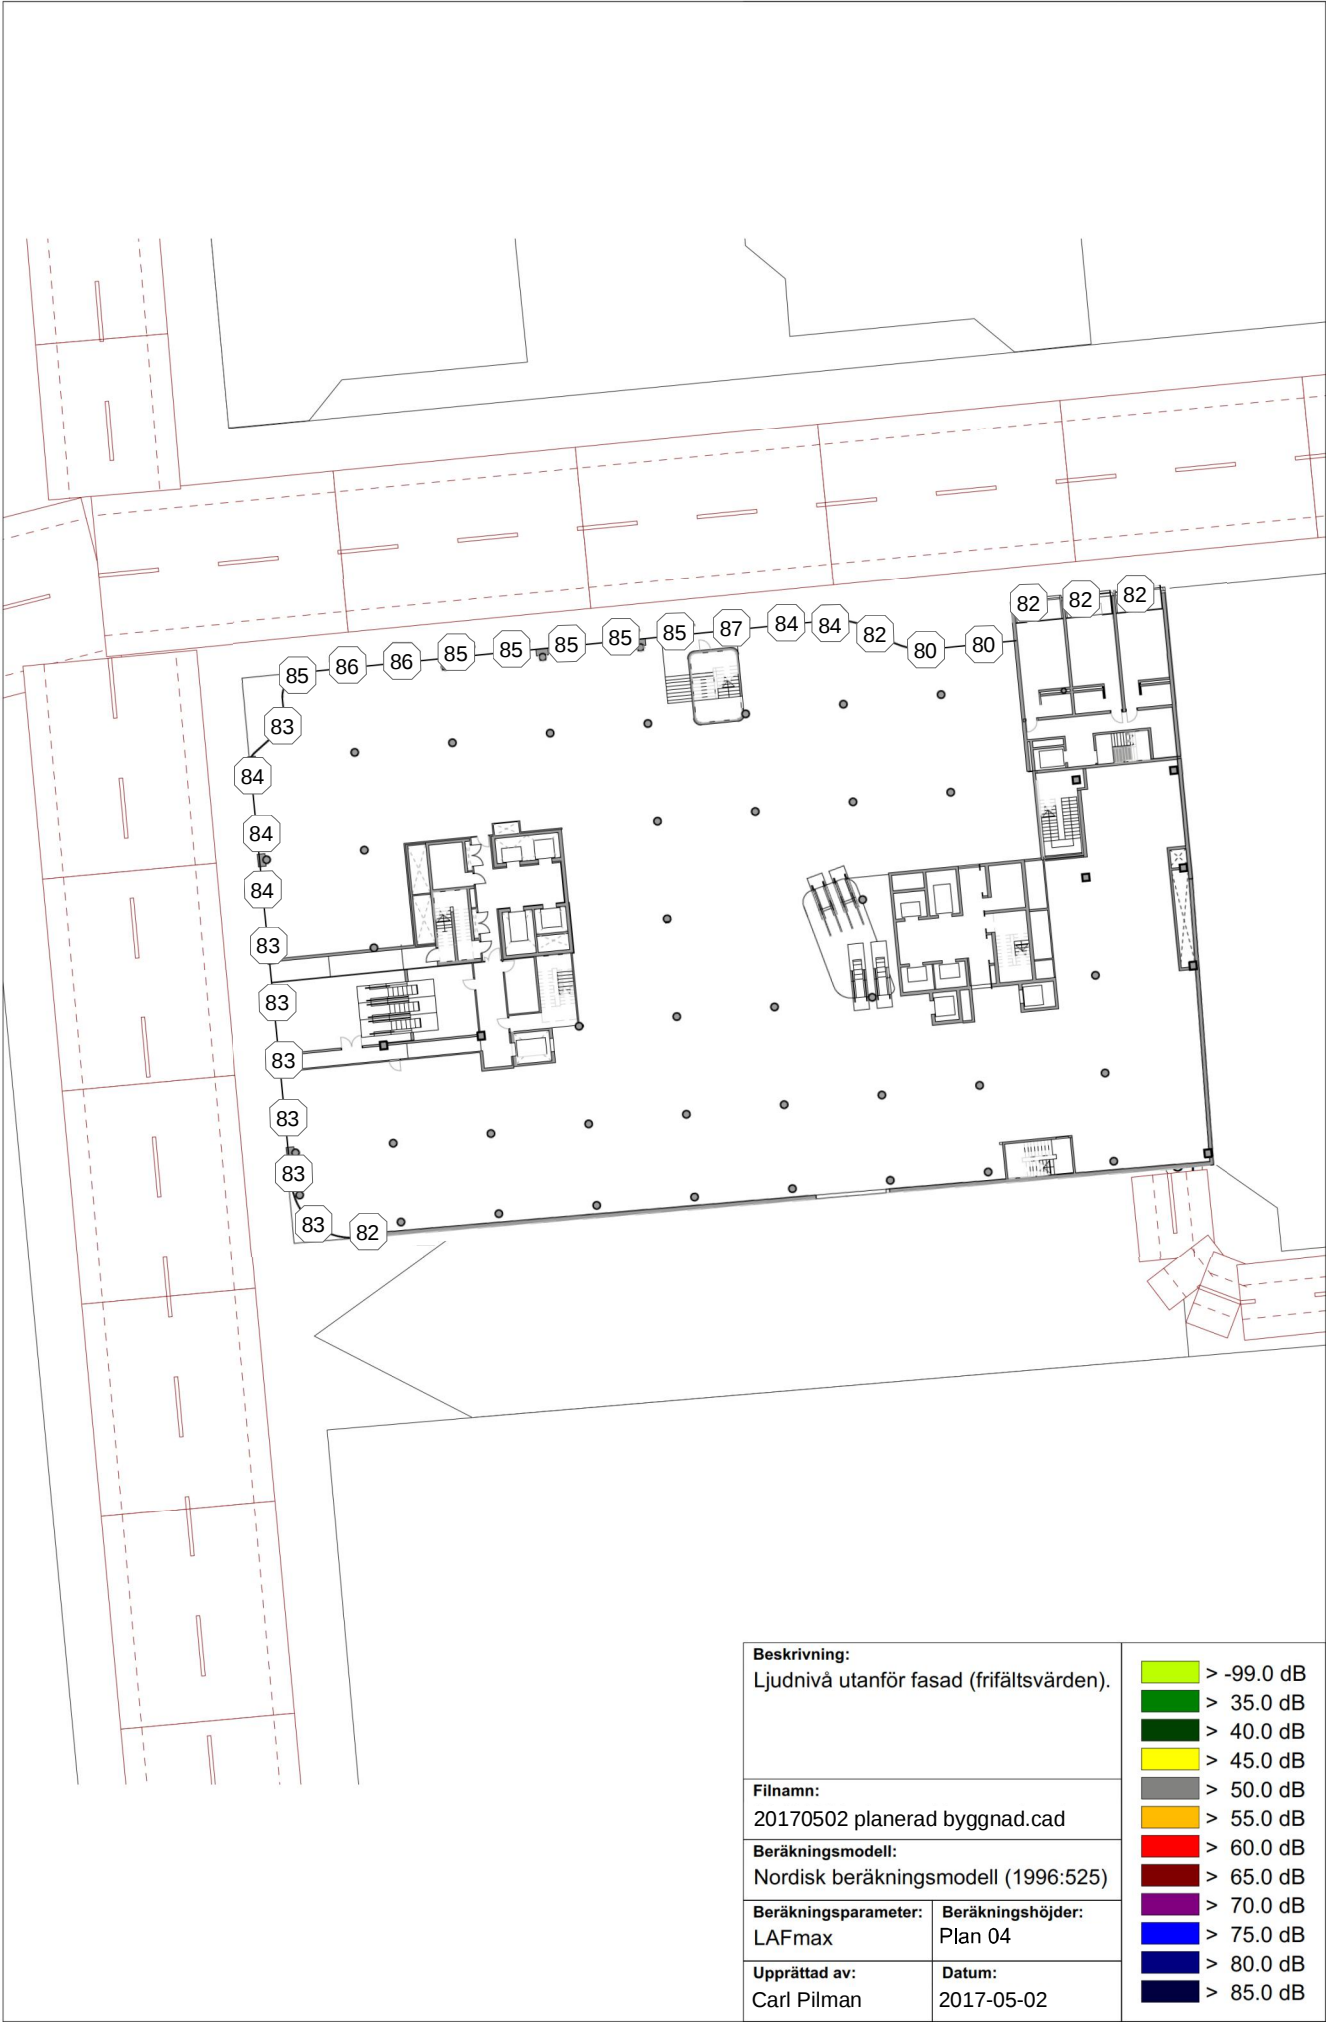 82
82
82
87
84
84
82
80
80
85
85
85
85
85
86
86
85
83
84
84
84
83
83
83
83
83
83
82
Beskrivning:
Ljudnivå utanför fasad (frifältsvärden).
Filnamn:
20170502 planerad byggnad.cad
Beräkningsmodell:
Nordisk beräkningsmodell (1996:525)
Beräkningsparameter:
LAFmax
Beräkningshöjder:
Plan 04
Upprättad av:
Carl Pilman
Datum:
2017-05-02
> -99.0 dB
> 35.0 dB
> 40.0 dB
> 45.0 dB
> 50.0 dB
> 55.0 dB
> 60.0 dB
> 65.0 dB
> 70.0 dB
> 75.0 dB
> 80.0 dB
> 85.0 dB